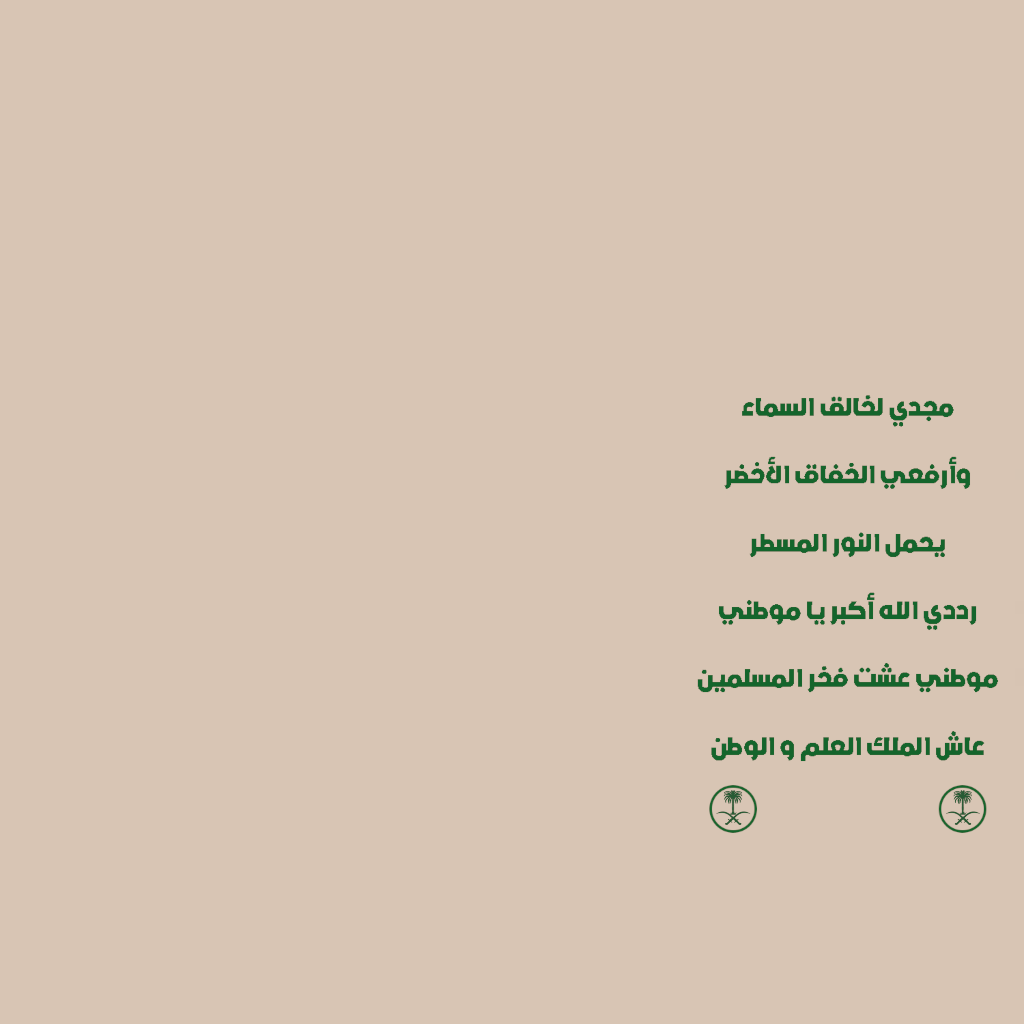 مجدي لخالق السماء
وأرفعي الخفاق الأخضر
يحمل النور المسطر
رددي الله أكبر يا موطني
موطني عشت فخر المسلمين
عاش الملك العلم و الوطن